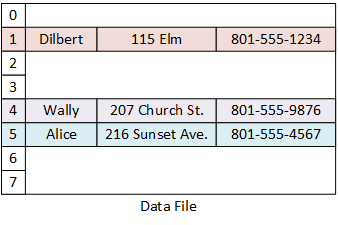 0
1 Dilbert 115 Elm 801-555-1234
2
3
4 Wally 207 Church St. 801-555-9876
5 Alice 216 Sunset Ave. 801-555-4567
6
7
Data File